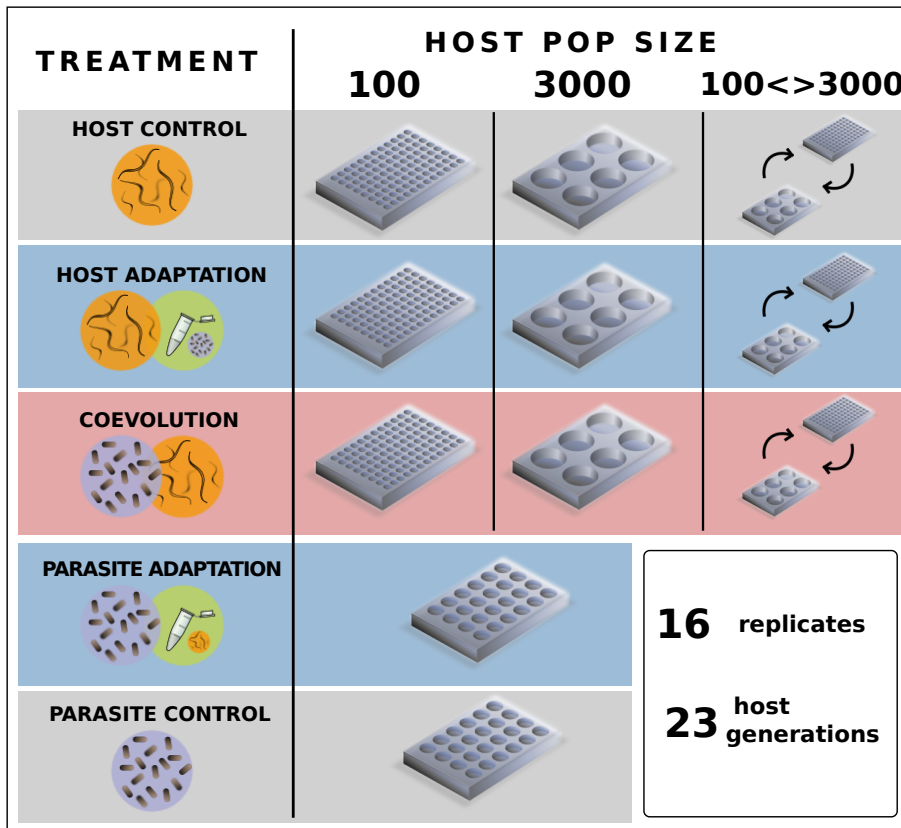 TREATMENT
HOST POP SIZE
100
3000
100<>3000
HOST CONTROL
HOST ADAPTATION
COEVOLUTION
PARASITE ADAPTATION
PARASITE CONTROL
16 replicates
23 host
generations